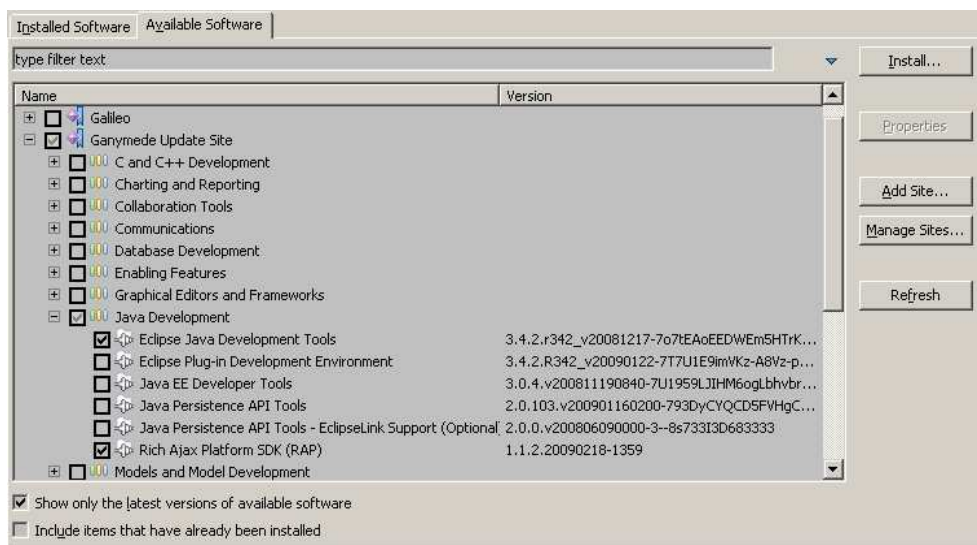 Installed Software Available Software
type filter text
Install...
Name Version
Galileo
Properties
Ganymede Update Site
C and C++ Development
Charting and Reporting
Add Site...
Collaboration Tools
Communications
Manage Sites...
Database Development
Enabling Features
Graphical Editors and Frameworks
Refresh
Java Development
Eclipse Java Development Tools 3.4.2.r342_v20081217-7o7tEAoEEDWEm5HTrK...
Eclipse Plug-in Development Environment 3.4.2.R342_v20090122-7T7U1E9imVKz-A8Vz-p...
Java EE Developer Tools 3.0.4.v200811190840-7U1959LJIHM6ogLbhvbr...
Java Persistence API Tools 2.0.103.v200901160200-793DyCYQCD5FVHgC...
Java Persistence API Tools - EclipseLink Support (Optional 2.0.0.v200806090000-3--8s733I3D683333
Rich Ajax Platform SDK (RAP) 1.1.2.20090218-1359
Models and Model Development
Show only the latest versions of available software
Include items that have already been installed